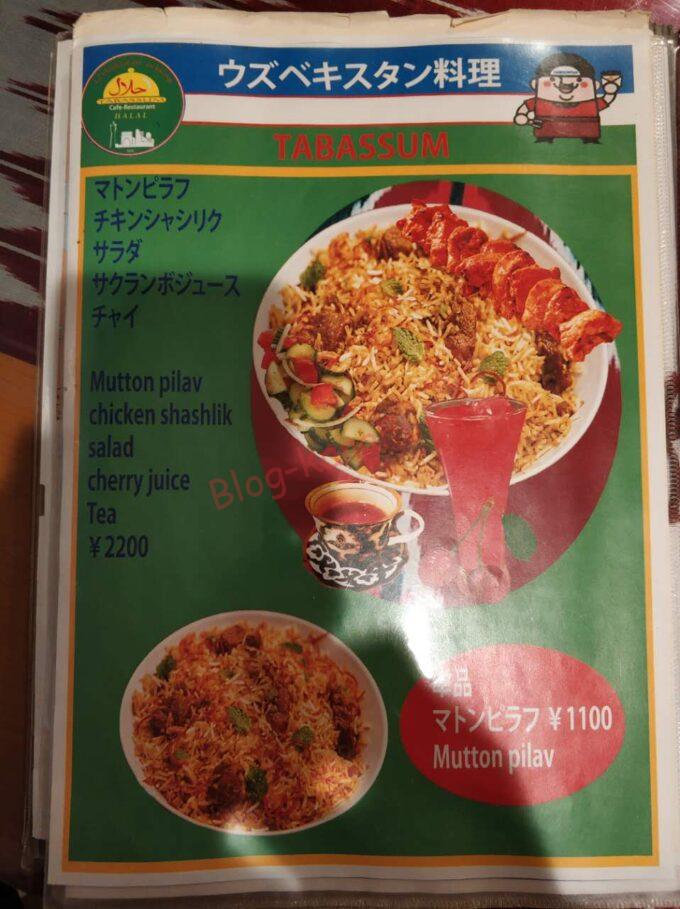 حلال
Cafe-Restaurant
HALAL
ウズベキスタン料理
TABASSUM
マトンピラフ
チキンシャシリク
サラダ
サクランボジュース
チャイ
Mutton pilav
chicken shashlik
salad
cherry juice
Tea
¥2200
Blog-
品
マトンピラフ ¥1100
Mutton pilav